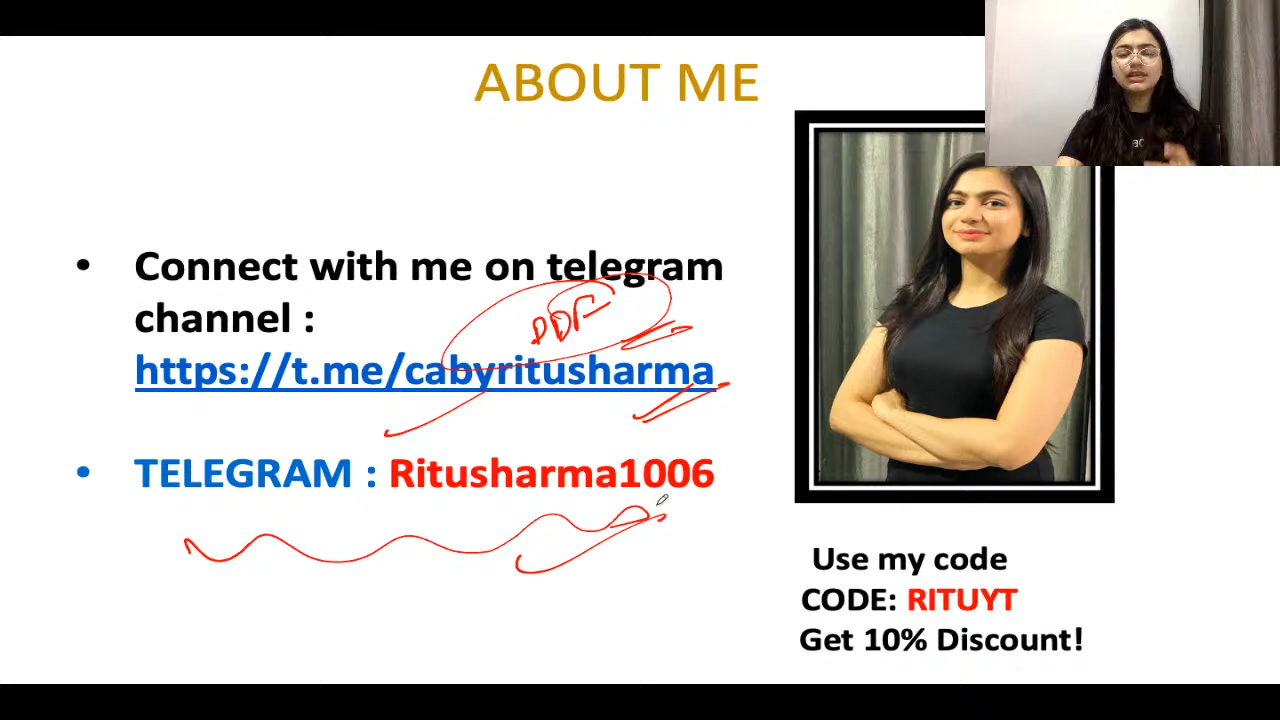 ABOUT ME
• Connect with me on telegram
channel :
PDF
https://t.me/cabyritusharma
• TELEGRAM : Ritusharma1006
Use my code
CODE: RITUYT
Get 10% Discount!